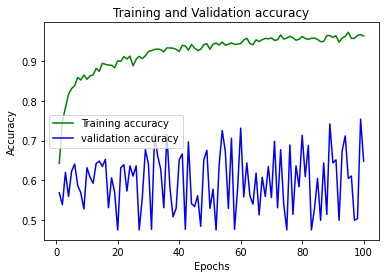 Training and Validation accuracy
0.9
0.8
0.7
0.6
0.5
Accuracy
Training accuracy
validation accuracy
0
20
40
60
80
100
Epochs